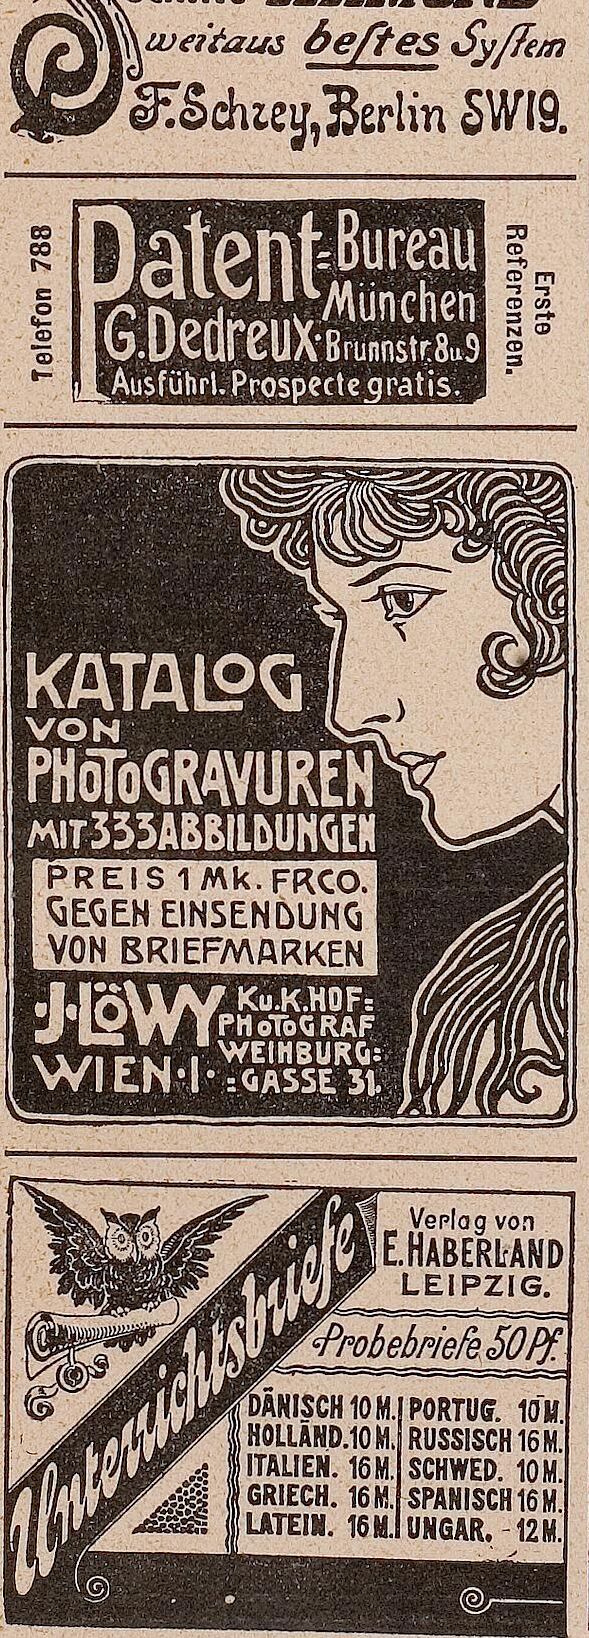 weitaus bestes System
F. Schrey, Berlin SW19.
Telefon 788
Patent-Bureau
München
G. Dedreux Brunnstr. 8u.9
Ausführl. Prospecte gratis.
Erste
Referenzen.
KATALOG
VON
PHOTOGRAVUREN
MIT 333 ABBILDUNGEN
PREIS 1 MK. FRCO.
GEGEN EINSENDUNG
VON BRIEFMARKEN
J. LÖWY K.u.K. HOF=
PHOTOGRAF
WEIHBURG=
WIEN·I· =GASSE 31.
Unterrichtsbriefe
Verlag von
E. HABERLAND
LEIPZIG.
Probebriefe 50 Pf.
DÄNISCH 10 M. PORTUG. 10 M.
HOLLÄND. 10 M. RUSSISCH 16 M.
ITALIEN. 16 M. SCHWED. 10 M.
GRIECH. 16 M. SPANISCH 16 M.
LATEIN. 16 M. UNGAR. - 12 M.